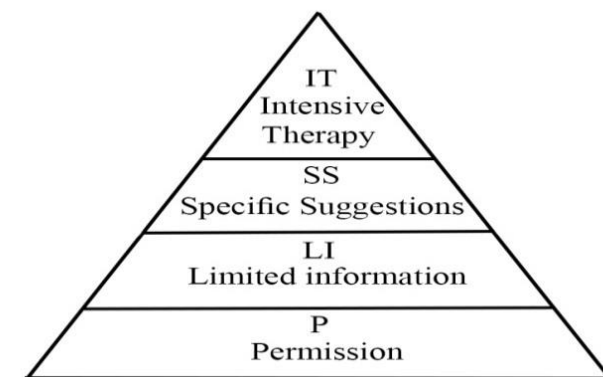 IT
Intensive
Therapy
SS
Specific Suggestions
LI
Limited information
P
Permission